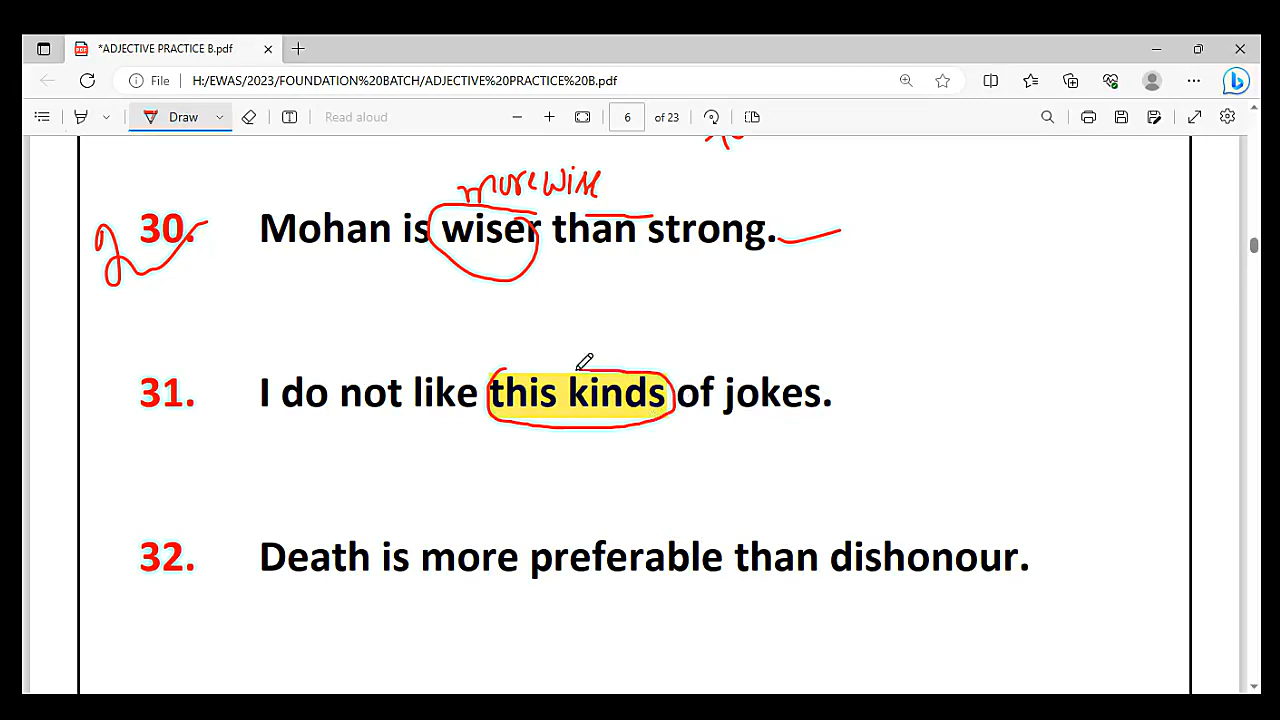 *ADJECTIVE PRACTICE B.pdf
File H:/EWAS/2023/FOUNDATION%20BATCH/ADJECTIVE%20PRACTICE%20B.pdf
Draw Read aloud 6 of 23
more wise
30. Mohan is wiser than strong.
31. I do not like this kinds of jokes.
32. Death is more preferable than dishonour.